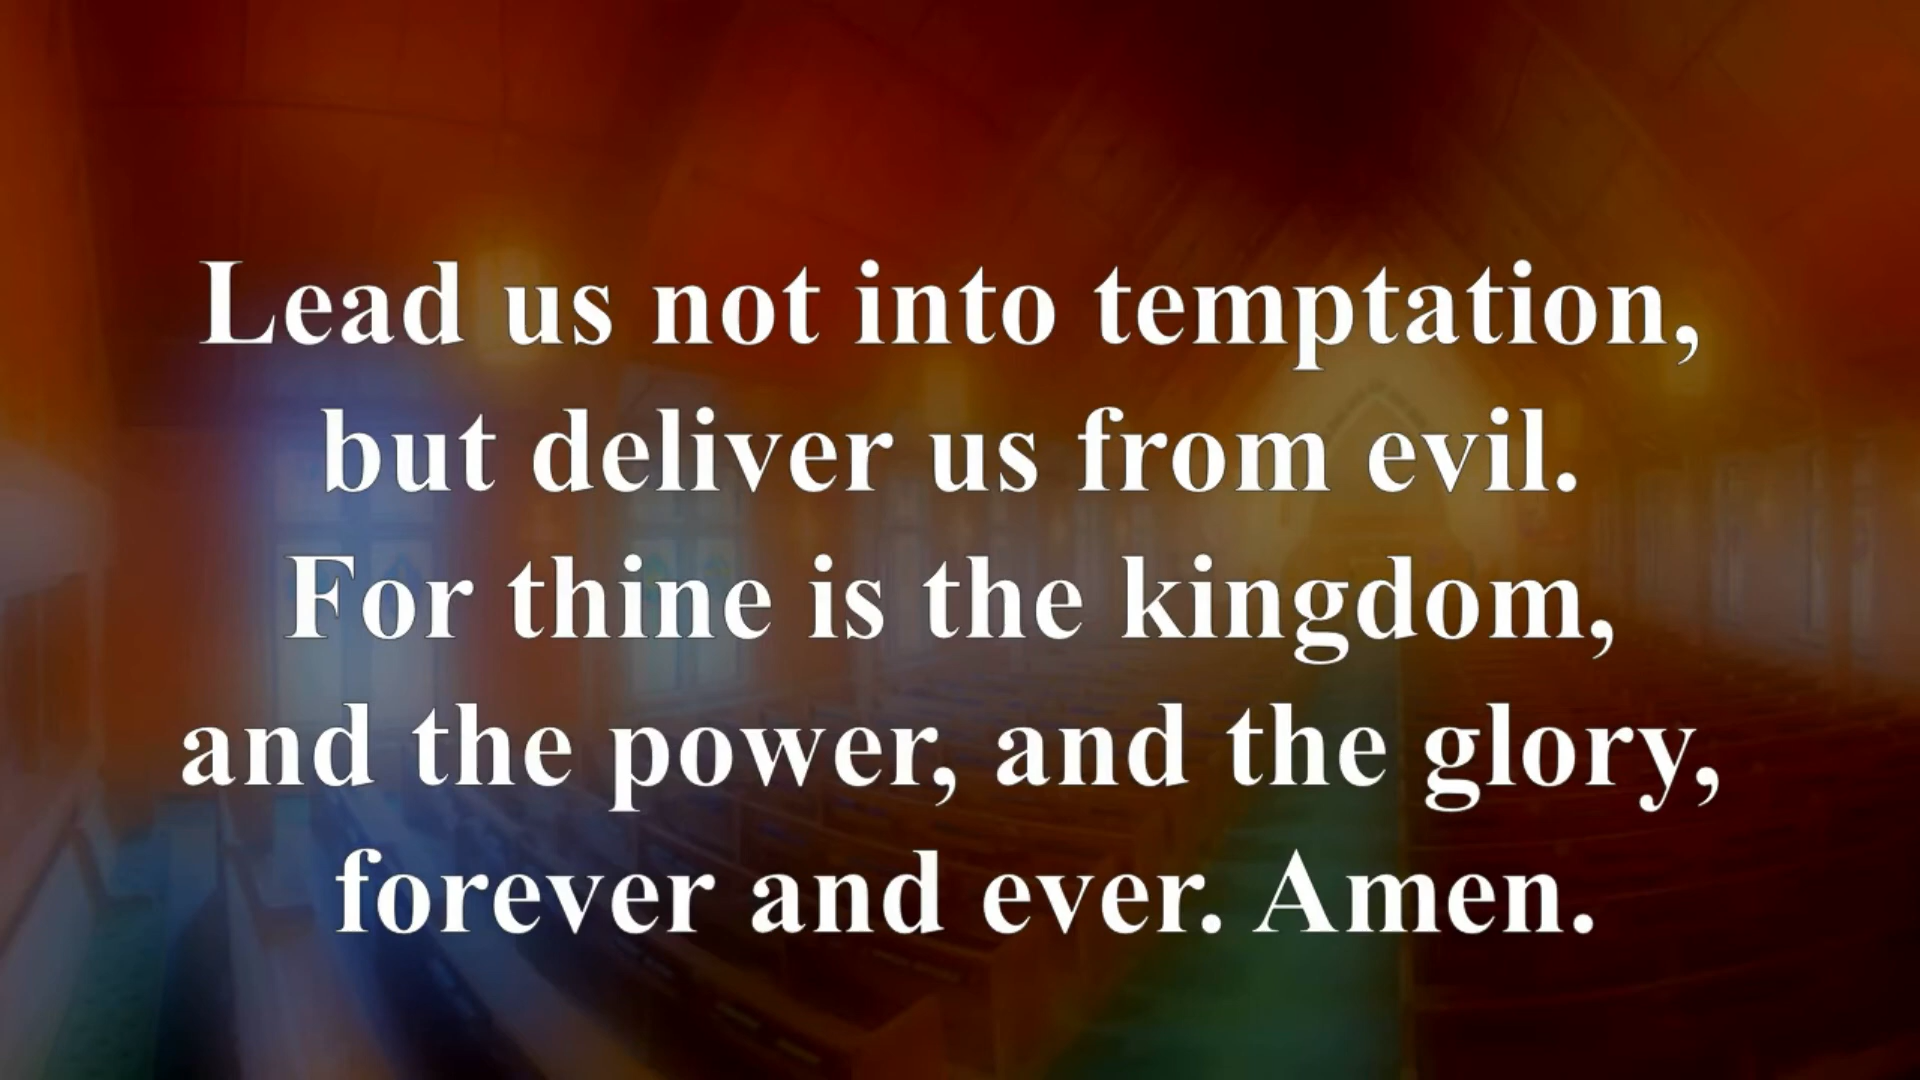 Lead us not into temptation,
but deliver us from evil.
For thine is the kingdom,
and the power, and the glory,
forever and ever. Amen.